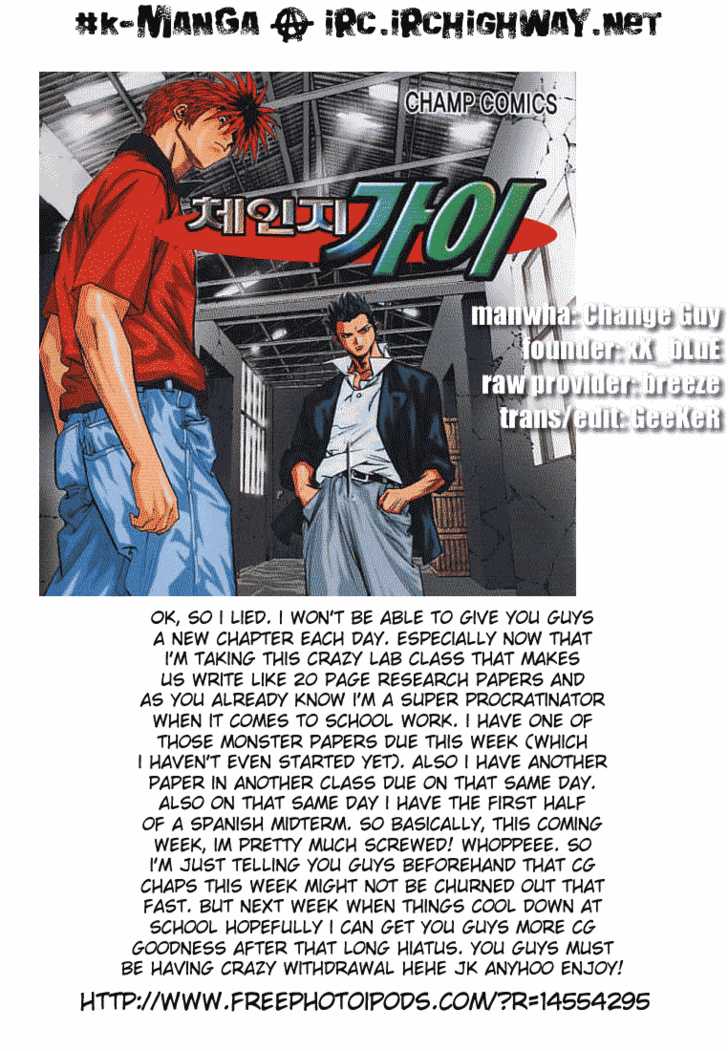 #k-MANGA Ⓐ iRC.iRCHiGHWAY.NeT
CHAMP COMICS
체인지 가이
manwha: Change Guy
founder: xX_bLuE
raw provider: breeze
trans/edit: GeeKeR
OK, SO I LIED. I WON'T BE ABLE TO GIVE YOU GUYS
A NEW CHAPTER EACH DAY. ESPECIALLY NOW THAT
I'M TAKING THIS CRAZY LAB CLASS THAT MAKES
US WRITE LIKE 20 PAGE RESEARCH PAPERS AND
AS YOU ALREADY KNOW I'M A SUPER PROCRATINATOR
WHEN IT COMES TO SCHOOL WORK. I HAVE ONE OF
THOSE MONSTER PAPERS DUE THIS WEEK (WHICH
I HAVEN'T EVEN STARTED YET). ALSO I HAVE ANOTHER
PAPER IN ANOTHER CLASS DUE ON THAT SAME DAY.
ALSO ON THAT SAME DAY I HAVE THE FIRST HALF
OF A SPANISH MIDTERM. SO BASICALLY, THIS COMING
WEEK, IM PRETTY MUCH SCREWED! WHOPPEEE. SO
I'M JUST TELLING YOU GUYS BEFOREHAND THAT CG
CHAPS THIS WEEK MIGHT NOT BE CHURNED OUT THAT
FAST. BUT NEXT WEEK WHEN THINGS COOL DOWN AT
SCHOOL HOPEFULLY I CAN GET YOU GUYS MORE CG
GOODNESS AFTER THAT LONG HIATUS. YOU GUYS MUST
BE HAVING CRAZY WITHDRAWAL HEHE JK ANYHOO ENJOY!
HTTP://WWW.FREEPHOTOIPODS.COM/?R=14554295